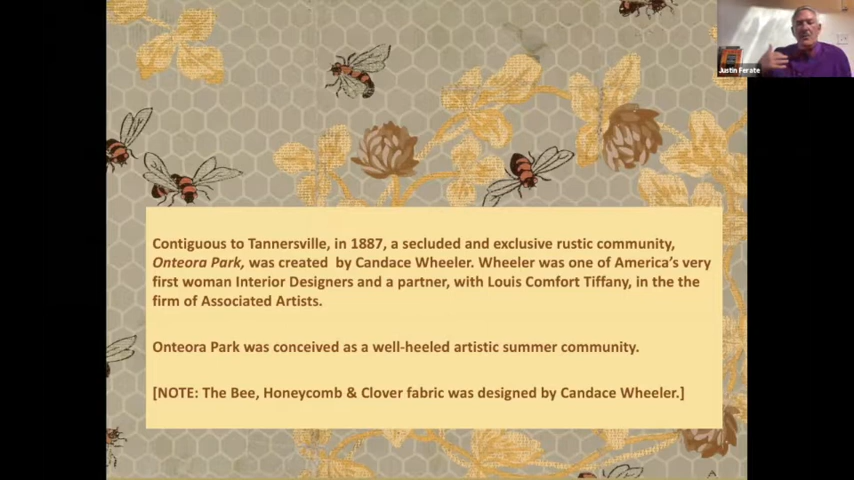 Justin Ferate
Contiguous to Tannersville, in 1887, a secluded and exclusive rustic community,
Onteora Park, was created by Candace Wheeler. Wheeler was one of America's very
first woman Interior Designers and a partner, with Louis Comfort Tiffany, in the the
firm of Associated Artists.
Onteora Park was conceived as a well-heeled artistic summer community.
[NOTE: The Bee, Honeycomb & Clover fabric was designed by Candace Wheeler.]